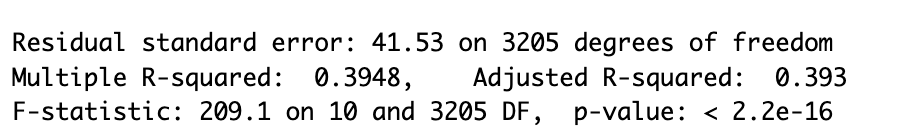 Residual standard error: 41.53 on 3205 degrees of freedom
Multiple R-squared:  0.3948,    Adjusted R-squared:  0.393
F-statistic: 209.1 on 10 and 3205 DF,  p-value: < 2.2e-16